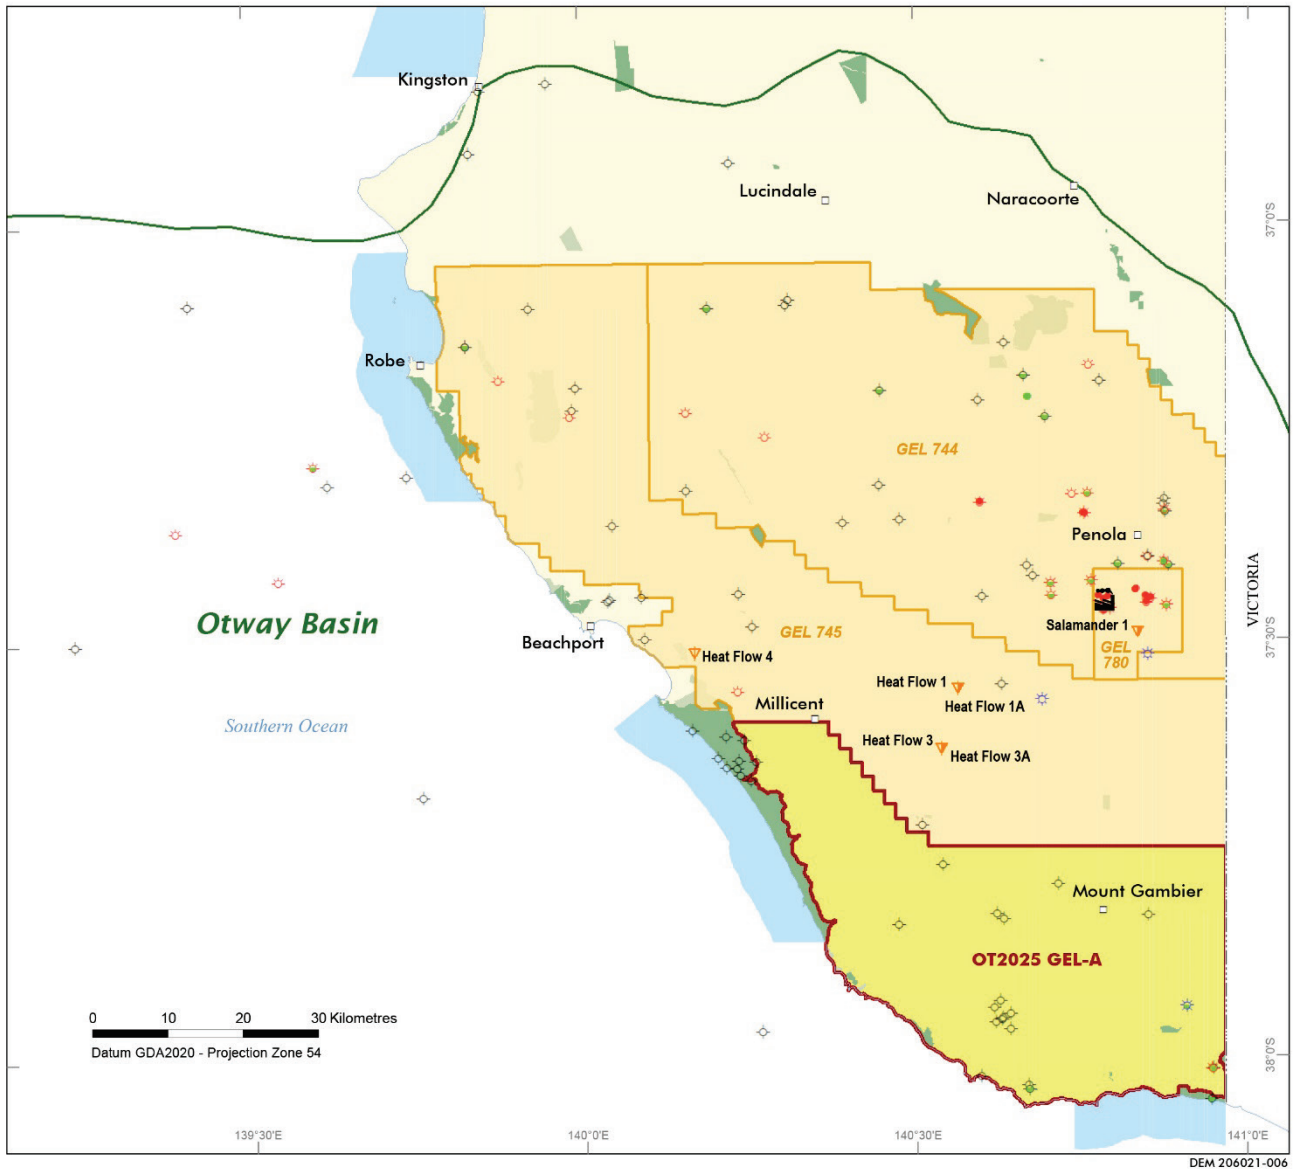 Kingston
Lucindale
Naracoorte
37°0'S
Robe
GEL 744
Penola
VICTORIA
Otway Basin
Salamander 1
Beachport
GEL 745
37°30'S
GEL
780
Heat Flow 4
Heat Flow 1
Millicent
Heat Flow 1A
Southern Ocean
Heat Flow 3
Heat Flow 3A
Mount Gambier
OT2025 GEL-A
0 10 20 30 Kilometres
Datum GDA2020 - Projection Zone 54
38°0'S
139°30'E 140°0'E 140°30'E 141°0'E
DEM 206021-006